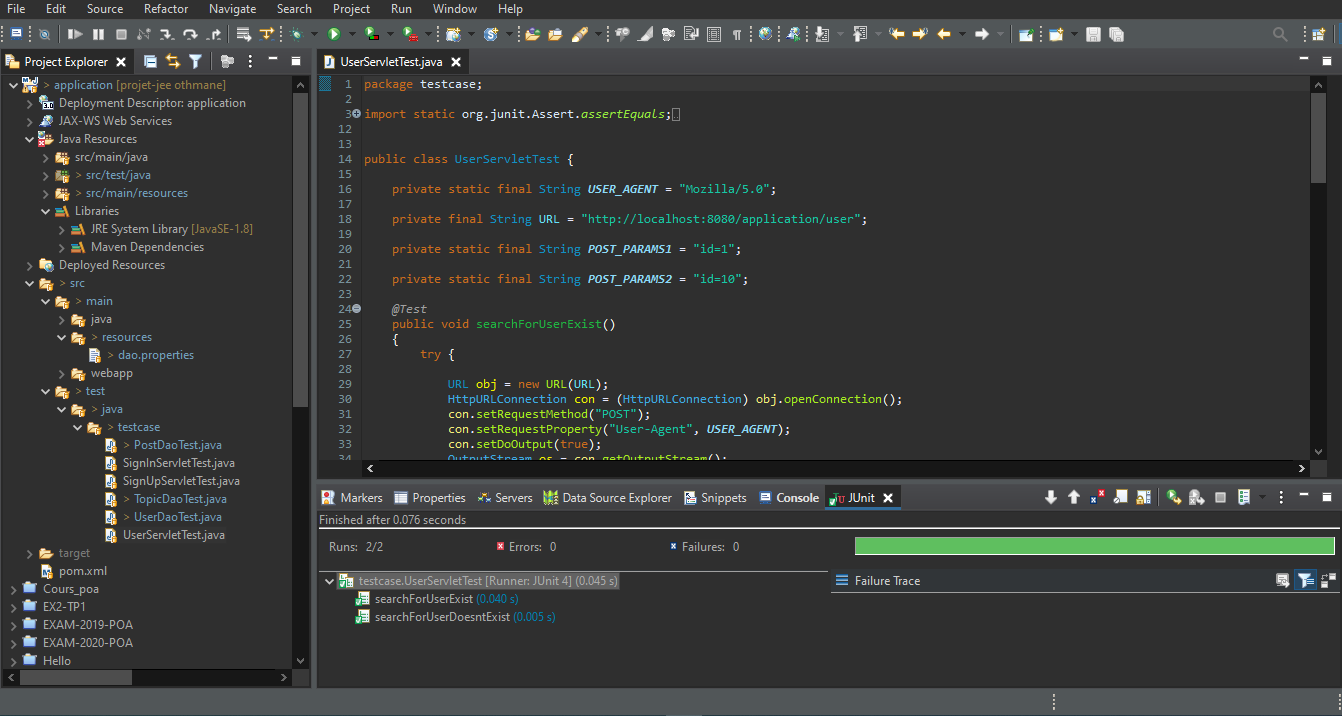 File Edit Source Refactor Navigate Search Project Run Window Help
Project Explorer
> application [projet-jee othmane]
Deployment Descriptor: application
JAX-WS Web Services
Java Resources
src/main/java
> src/test/java
> src/main/resources
Libraries
JRE System Library [JavaSE-1.8]
Maven Dependencies
Deployed Resources
> src
> main
java
> resources
> dao.properties
webapp
> test
> java
> testcase
> PostDaoTest.java
SignInServletTest.java
SignUpServletTest.java
> TopicDaoTest.java
> UserDaoTest.java
UserServletTest.java
> target
pom.xml
Cours_poa
EX2-TP1
EXAM-2019-POA
EXAM-2020-POA
Hello
UserServletTest.java
1 package testcase;
2
3 import static org.junit.Assert.assertEquals;
12
13
14 public class UserServletTest {
15
16 private static final String USER_AGENT = "Mozilla/5.0";
17
18 private final String URL = "http://localhost:8080/application/user";
19
20 private static final String POST_PARAMS1 = "id=1";
21
22 private static final String POST_PARAMS2 = "id=10";
23
24 @Test
25 public void searchForUserExist()
26 {
27 try {
28
29 URL obj = new URL(URL);
30 HttpURLConnection con = (HttpURLConnection) obj.openConnection();
31 con.setRequestMethod("POST");
32 con.setRequestProperty("User-Agent", USER_AGENT);
33 con.setDoOutput(true);
34 OutputStream os = con.getOutputStream();
Markers Properties Servers Data Source Explorer Snippets Console JUnit
Finished after 0.076 seconds
Runs: 2/2 Errors: 0 Failures: 0
testcase.UserServletTest [Runner: JUnit 4] (0.045 s)
searchForUserExist (0.040 s)
searchForUserDoesntExist (0.005 s)
Failure Trace